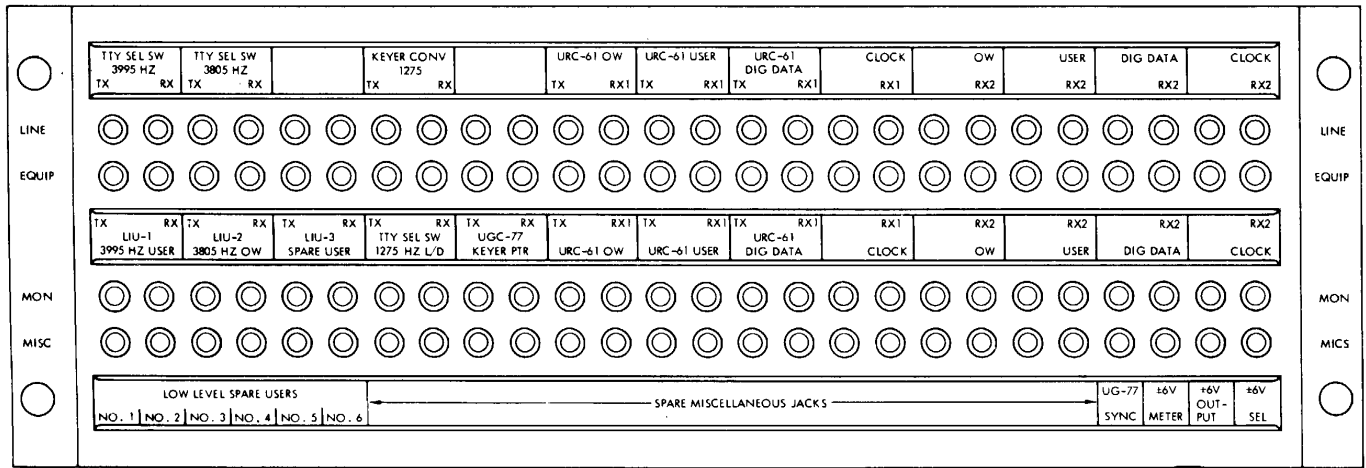 TTY SEL SW TTY SEL SW KEYER CONV URC-61 OW URC-61 USER URC-61 CLOCK OW USER DIG DATA CLOCK
3995 HZ 3805 HZ 1275 DIG DATA
TX RX TX RX TX RX TX RX1 TX RX1 TX RX1 RX1 RX2 RX2 RX2 RX2
LINE LINE
EQUIP EQUIP
TX RX TX RX TX RX TX RX TX RX TX RX1 TX RX1 TX RX1 RX1 RX2 RX2 RX2 RX2
LIU-1 LIU-2 LIU-3 TTY SEL SW UGC-77 URC-61
3995 HZ USER 3805 HZ OW SPARE USER 1275 HZ L/D KEYER PTR URC-61 OW URC-61 USER DIG DATA CLOCK OW USER DIG DATA CLOCK
MON MON
MISC MICS
LOW LEVEL SPARE USERS SPARE MISCELLANEOUS JACKS UG-77 ±6V ±6V ±6V
OUT-
NO. 1 NO. 2 NO. 3 NO. 4 NO. 5 NO. 6 SYNC METER PUT SEL